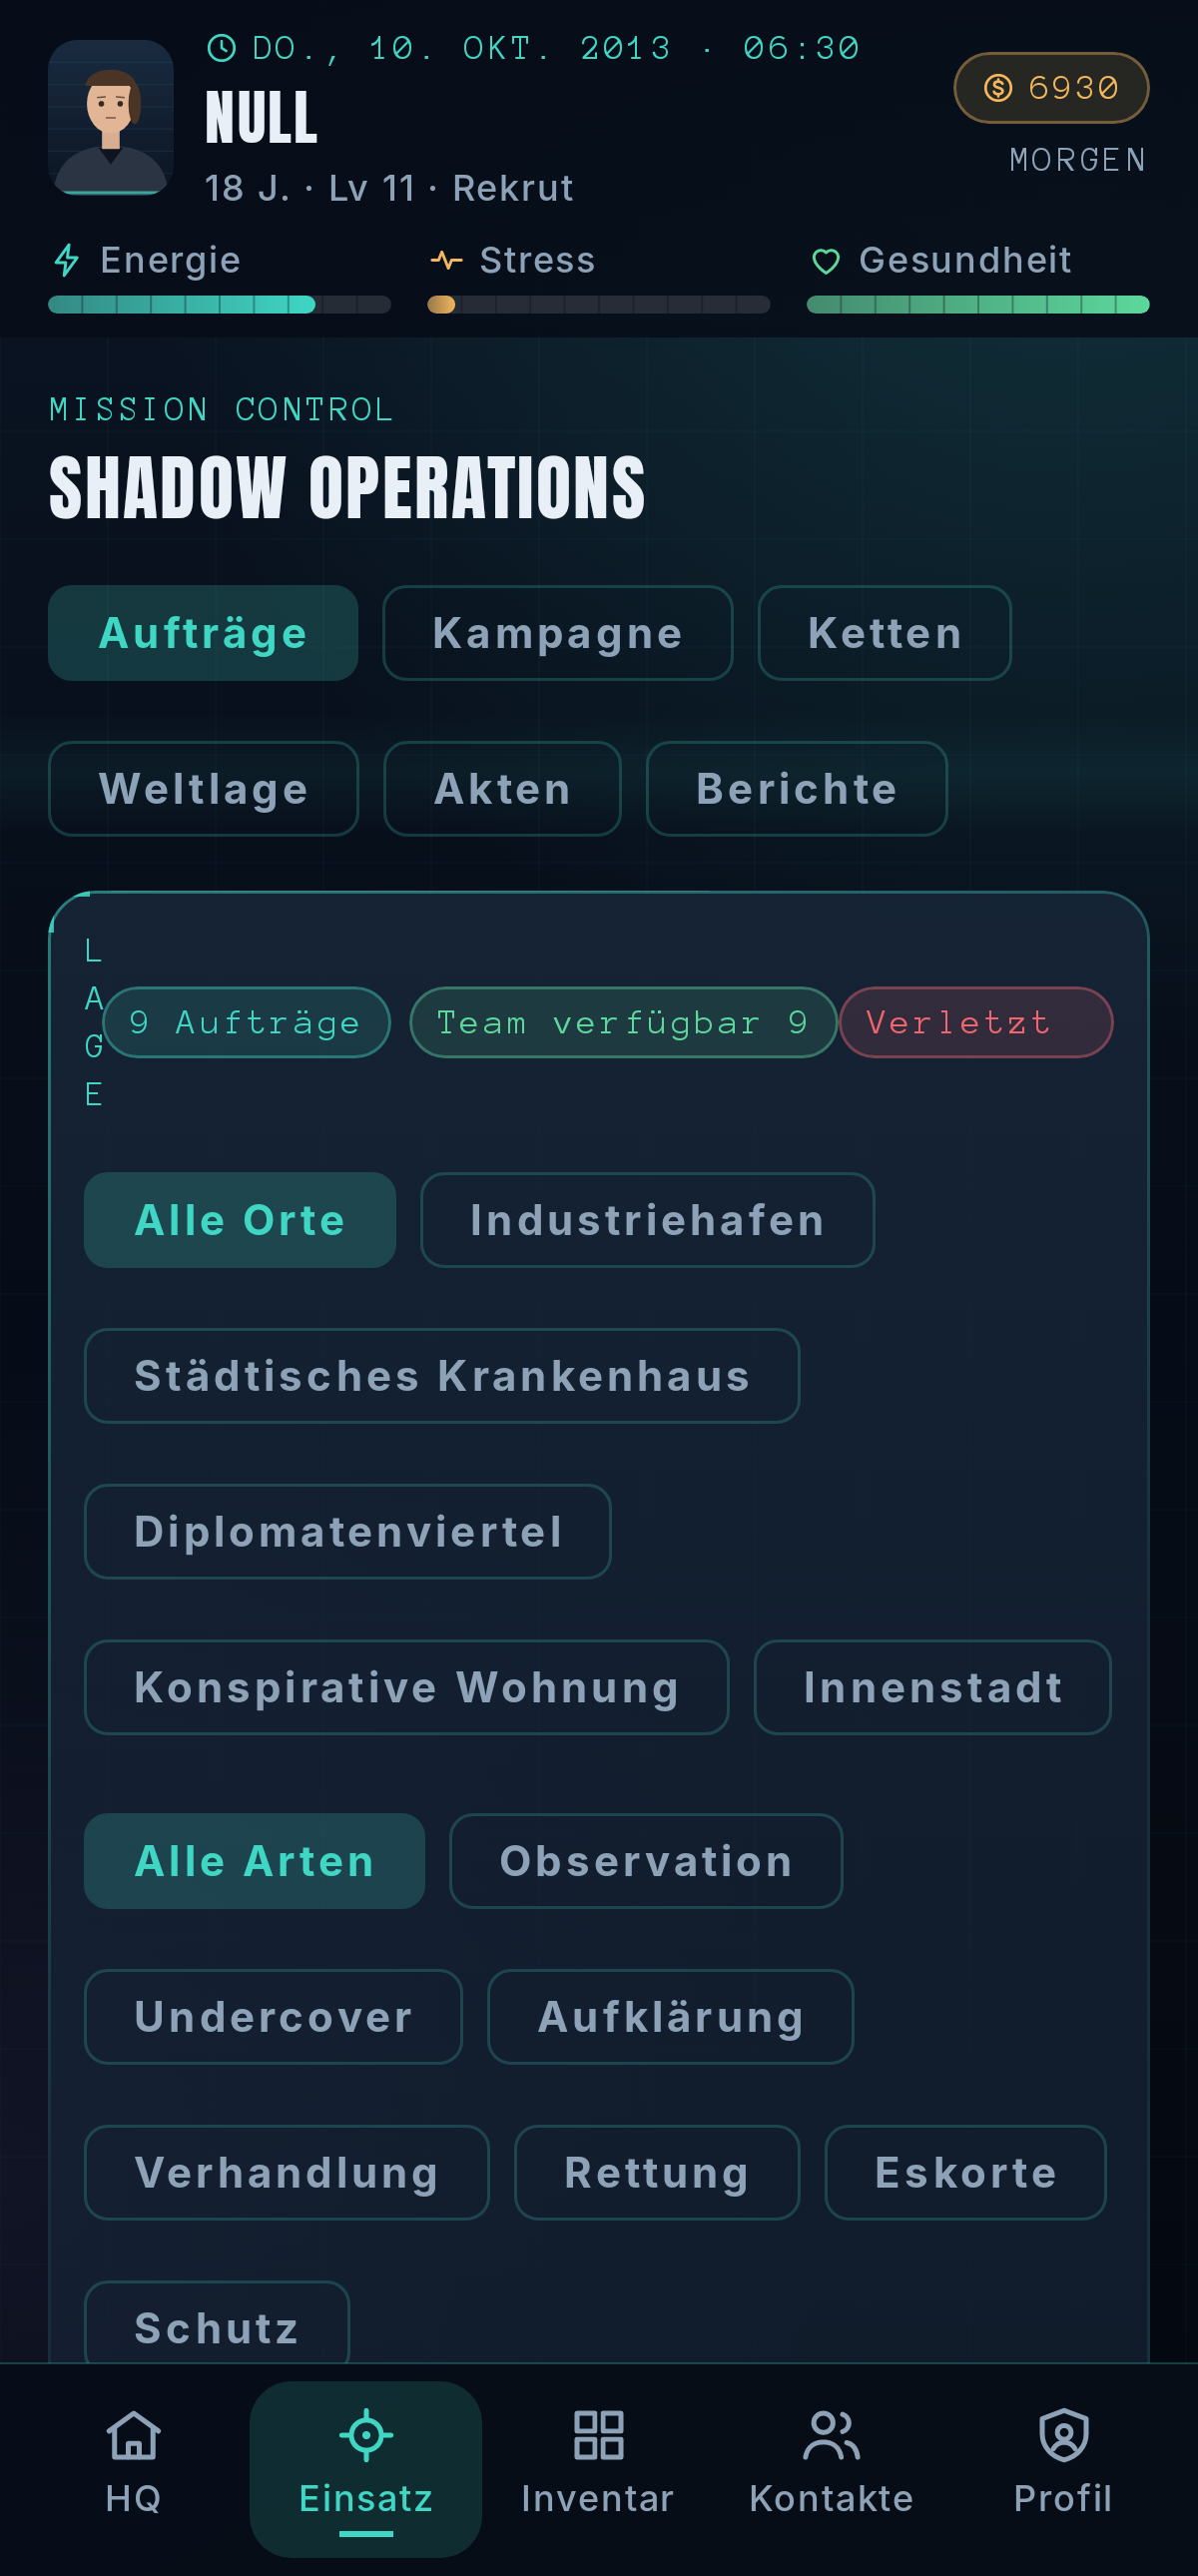 DO., 10. OKT. 2013 · 06:30
NULL
18 J. · Lv 11 · Rekrut
6930
MORGEN
Energie
Stress
Gesundheit
MISSION CONTROL
SHADOW OPERATIONS
Aufträge
Kampagne
Ketten
Weltlage
Akten
Berichte
LAGE
9 Aufträge
Team verfügbar 9
Verletzt
Alle Orte
Industriehafen
Städtisches Krankenhaus
Diplomatenviertel
Konspirative Wohnung
Innenstadt
Alle Arten
Observation
Undercover
Aufklärung
Verhandlung
Rettung
Eskorte
Schutz
HQ
Einsatz
Inventar
Kontakte
Profil